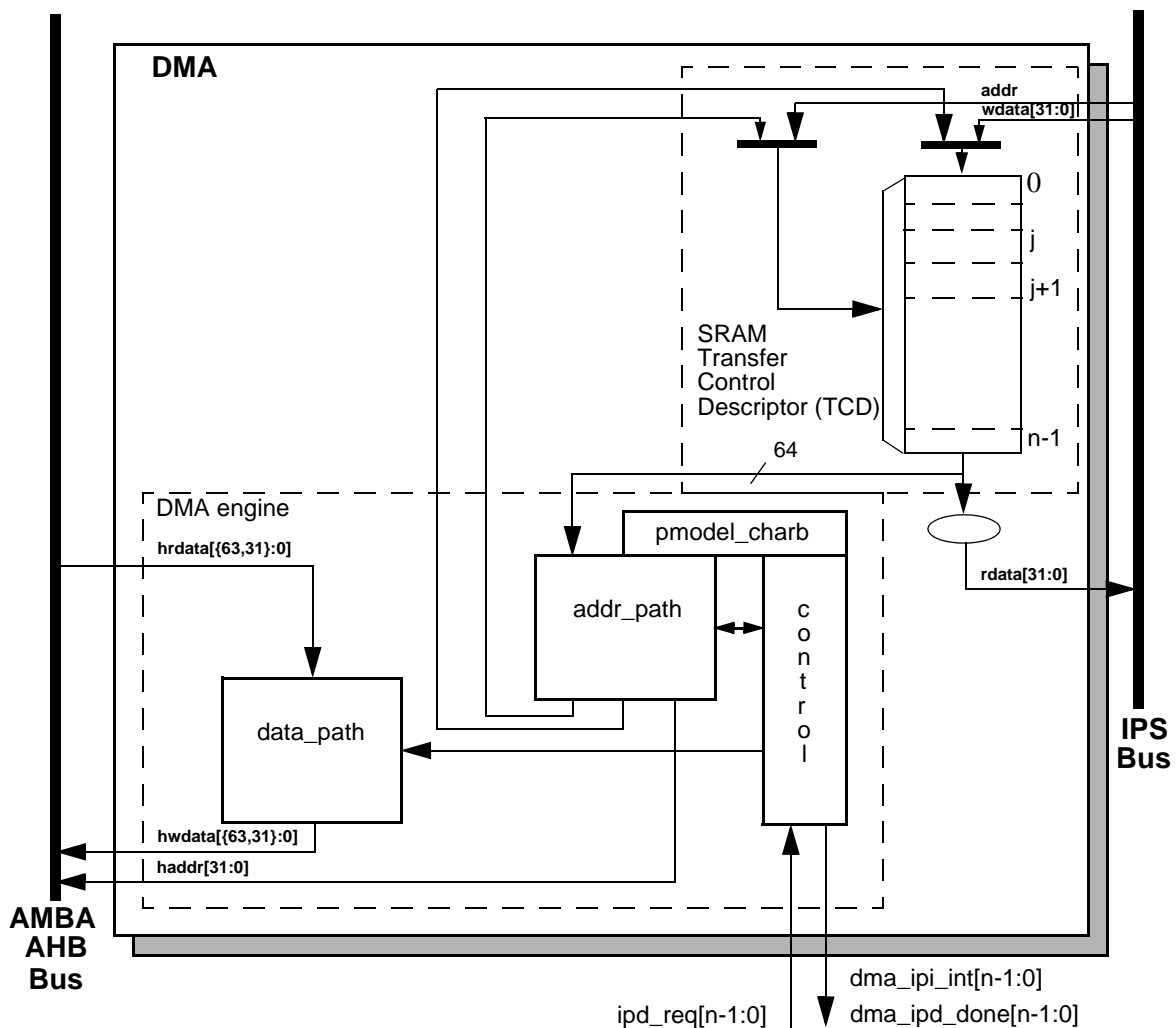 DMA
addr
wdata[31:0]
0
j
j+1
n-1
SRAM
Transfer
Control
Descriptor (TCD)
64
DMA engine
hrdata[{63,31}:0]
pmodel_charb
rdata[31:0]
addr_path
control
data_path
IPS
Bus
hwdata[{63,31}:0]
haddr[31:0]
AMBA
AHB
Bus
dma_ipi_int[n-1:0]
ipd_req[n-1:0]
dma_ipd_done[n-1:0]